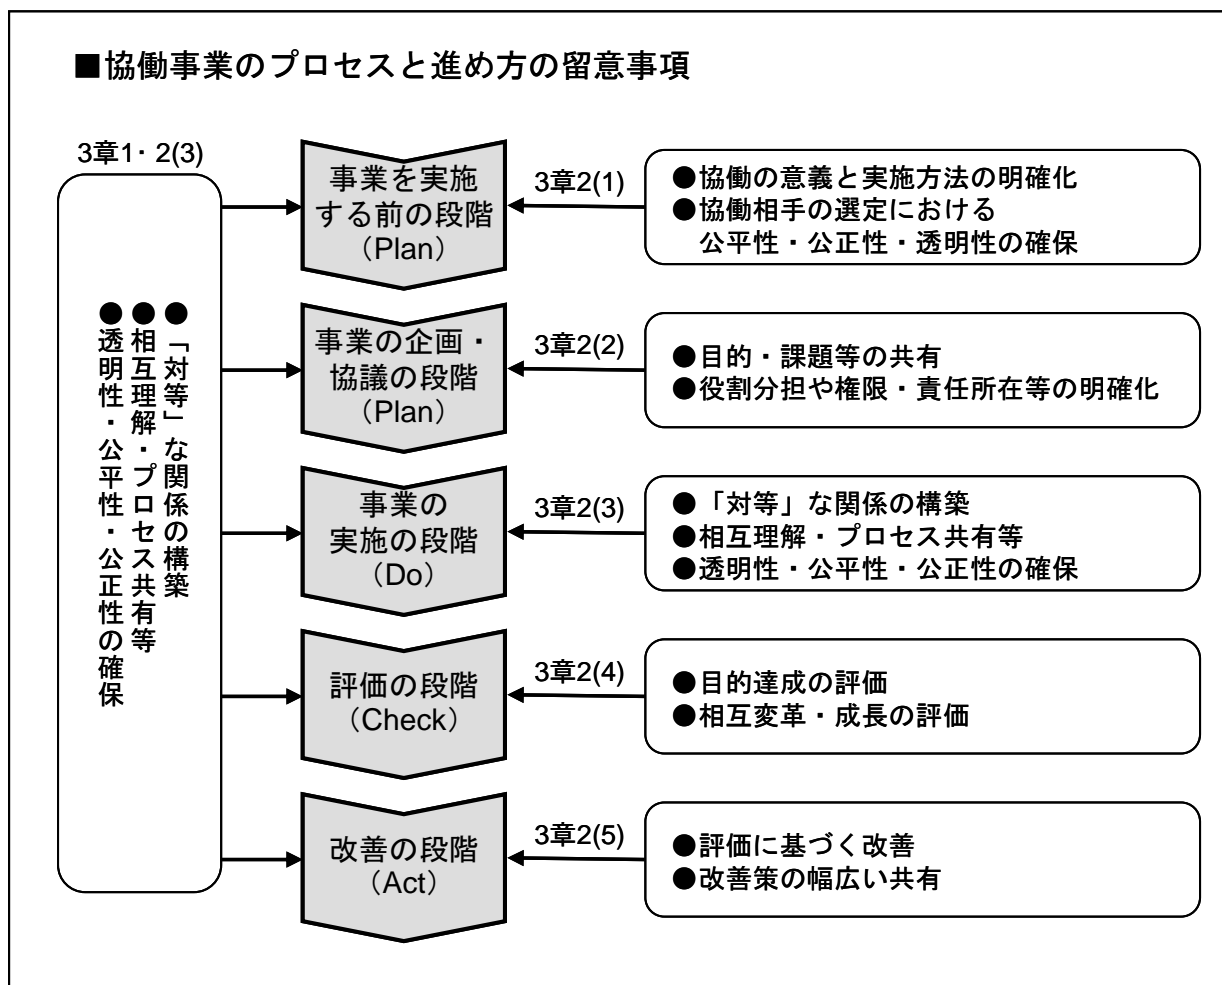 ■協働事業のプロセスと進め方の留意事項
3章1・2(3)
●「対等」な関係の構築
●相互理解・プロセス共有等
●透明性・公平性・公正性の確保
事業を実施
する前の段階
（Plan）
3章2(1)
●協働の意義と実施方法の明確化
●協働相手の選定における
公平性・公正性・透明性の確保
事業の企画・
協議の段階
（Plan）
3章2(2)
●目的・課題等の共有
●役割分担や権限・責任所在等の明確化
事業の
実施の段階
（Do）
3章2(3)
●「対等」な関係の構築
●相互理解・プロセス共有等
●透明性・公平性・公正性の確保
評価の段階
（Check）
3章2(4)
●目的達成の評価
●相互変革・成長の評価
改善の段階
（Act）
3章2(5)
●評価に基づく改善
●改善策の幅広い共有